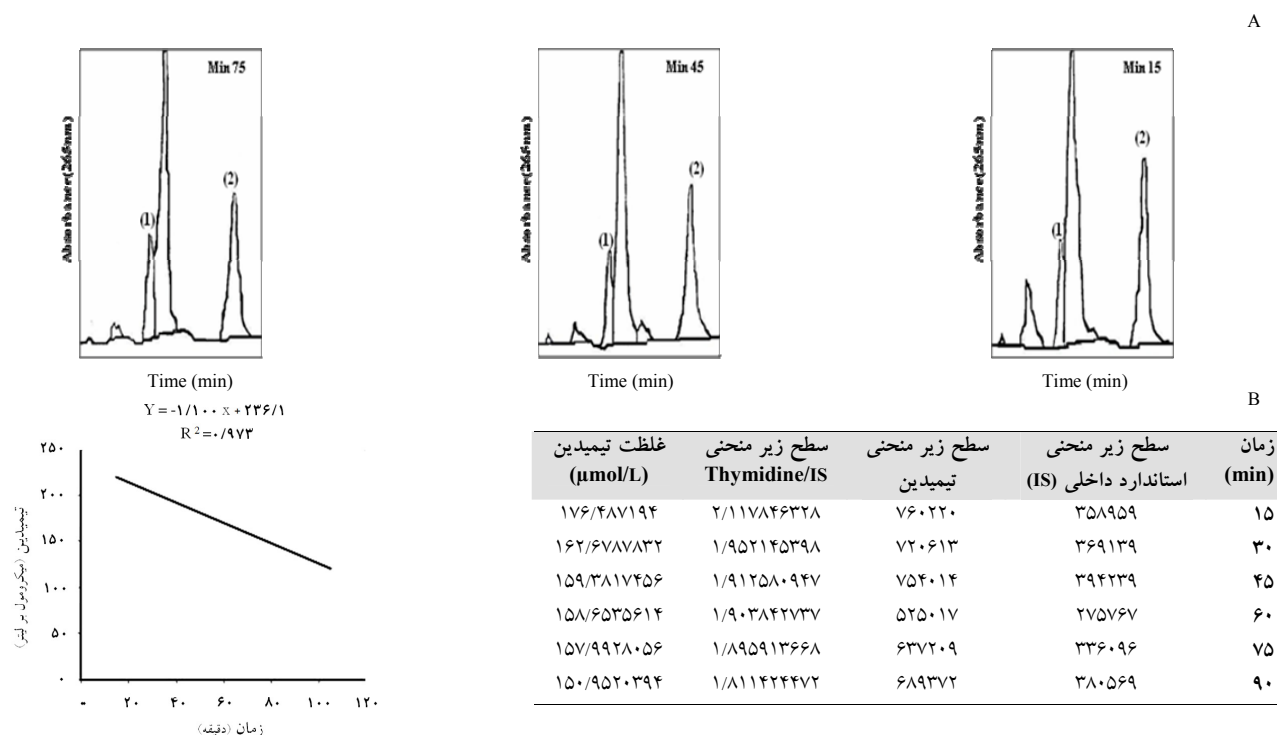 A
Min 75
Absorbance(265nm)
(1)
(2)
Time (min)
Min 45
Absorbance(265nm)
(1)
(2)
Time (min)
Min 15
Absorbance(265nm)
(1)
(2)
Time (min)
B
Y = -۱/۱۰۰ x + ۲۳۶/۱
R ² =۰/۹۷۳
تیمیدین (میکرومول بر لیتر)
۲۵۰
۲۰۰
۱۵۰
۱۰۰
۵۰
۰
- ۲۰ ۴۰ ۶۰ ۸۰ ۱۰۰ ۱۲۰
زمان (دقیقه)
زمان (min) سطح زیر منحنی استاندارد داخلی (IS) سطح زیر منحنی تیمیدین سطح زیر منحنی Thymidine/IS غلظت تیمیدین (µmol/L)
۱۵ ۳۵۸۹۵۹ ۷۶۰۲۲۰ ۲/۱۱۷۸۴۶۳۲۸ ۱۷۶/۴۸۷۱۹۴
۳۰ ۳۶۹۱۳۹ ۷۲۰۶۱۳ ۱/۹۵۲۱۴۵۳۹۸ ۱۶۲/۶۷۸۷۸۳۲
۴۵ ۳۹۴۲۳۹ ۷۵۴۰۱۴ ۱/۹۱۲۵۸۰۹۴۷ ۱۵۹/۳۸۱۷۴۵۶
۶۰ ۲۷۵۷۶۷ ۵۲۵۰۱۷ ۱/۹۰۳۸۴۲۷۳۷ ۱۵۸/۶۵۳۵۶۱۴
۷۵ ۳۳۶۰۹۶ ۶۳۷۲۰۹ ۱/۸۹۵۹۱۳۶۶۸ ۱۵۷/۹۹۲۸۰۵۶
۹۰ ۳۸۰۵۶۹ ۶۸۹۳۷۲ ۱/۸۱۱۴۲۴۴۷۲ ۱۵۰/۹۵۲۰۳۹۴